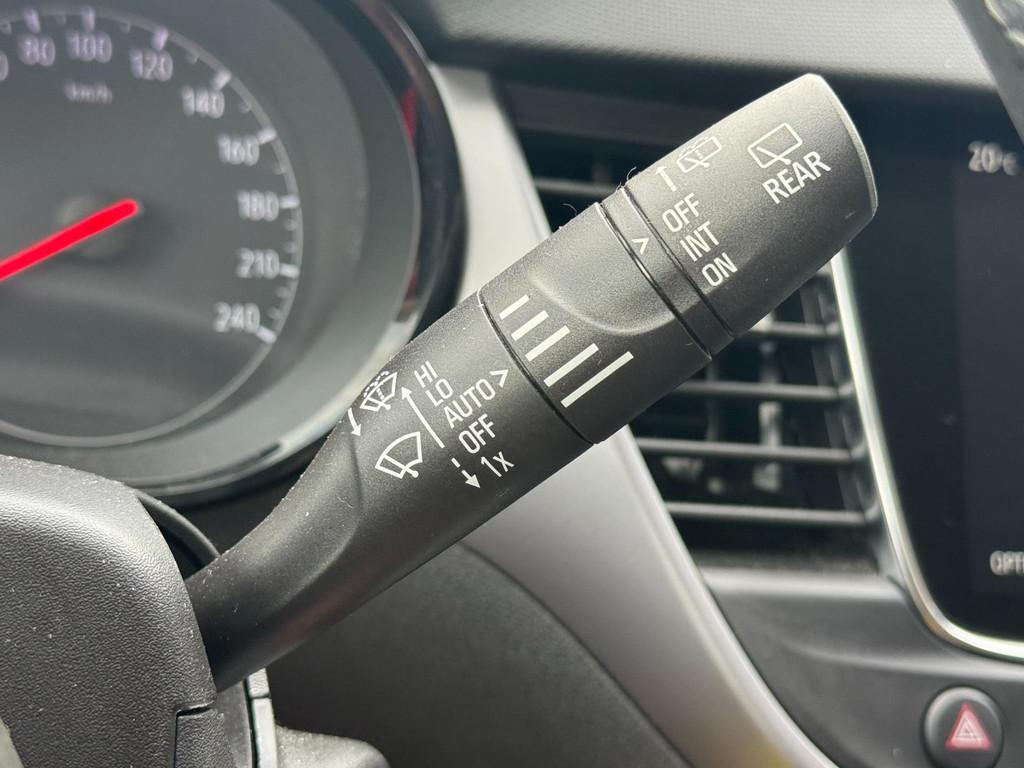 80
100
120
140
160
180
210
240
km/h
REAR
OFF
INT
ON
HI
LO
AUTO
OFF
1x
20°C